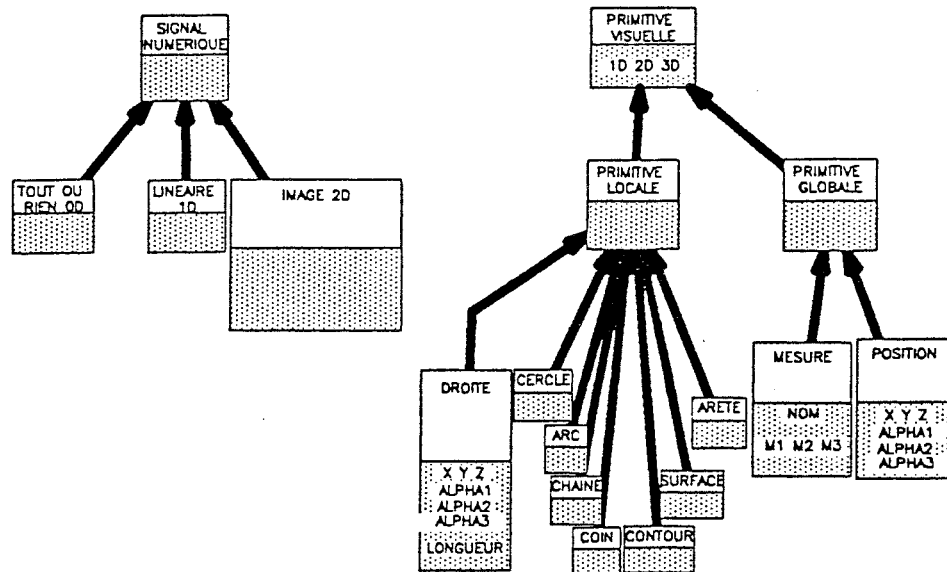 SIGNAL
NUMERIQUE
TOUT OU
RIEN 0D
LINEAIRE
1D
IMAGE 2D
PRIMITIVE
VISUELLE
1D 2D 3D
PRIMITIVE
LOCALE
PRIMITIVE
GLOBALE
DROITE
X Y Z
ALPHA1
ALPHA2
ALPHA3
LONGUEUR
CERCLE
ARC
CHAINE
COIN
CONTOUR
SURFACE
ARETE
MESURE
NOM
M1 M2 M3
POSITION
X Y Z
ALPHA1
ALPHA2
ALPHA3